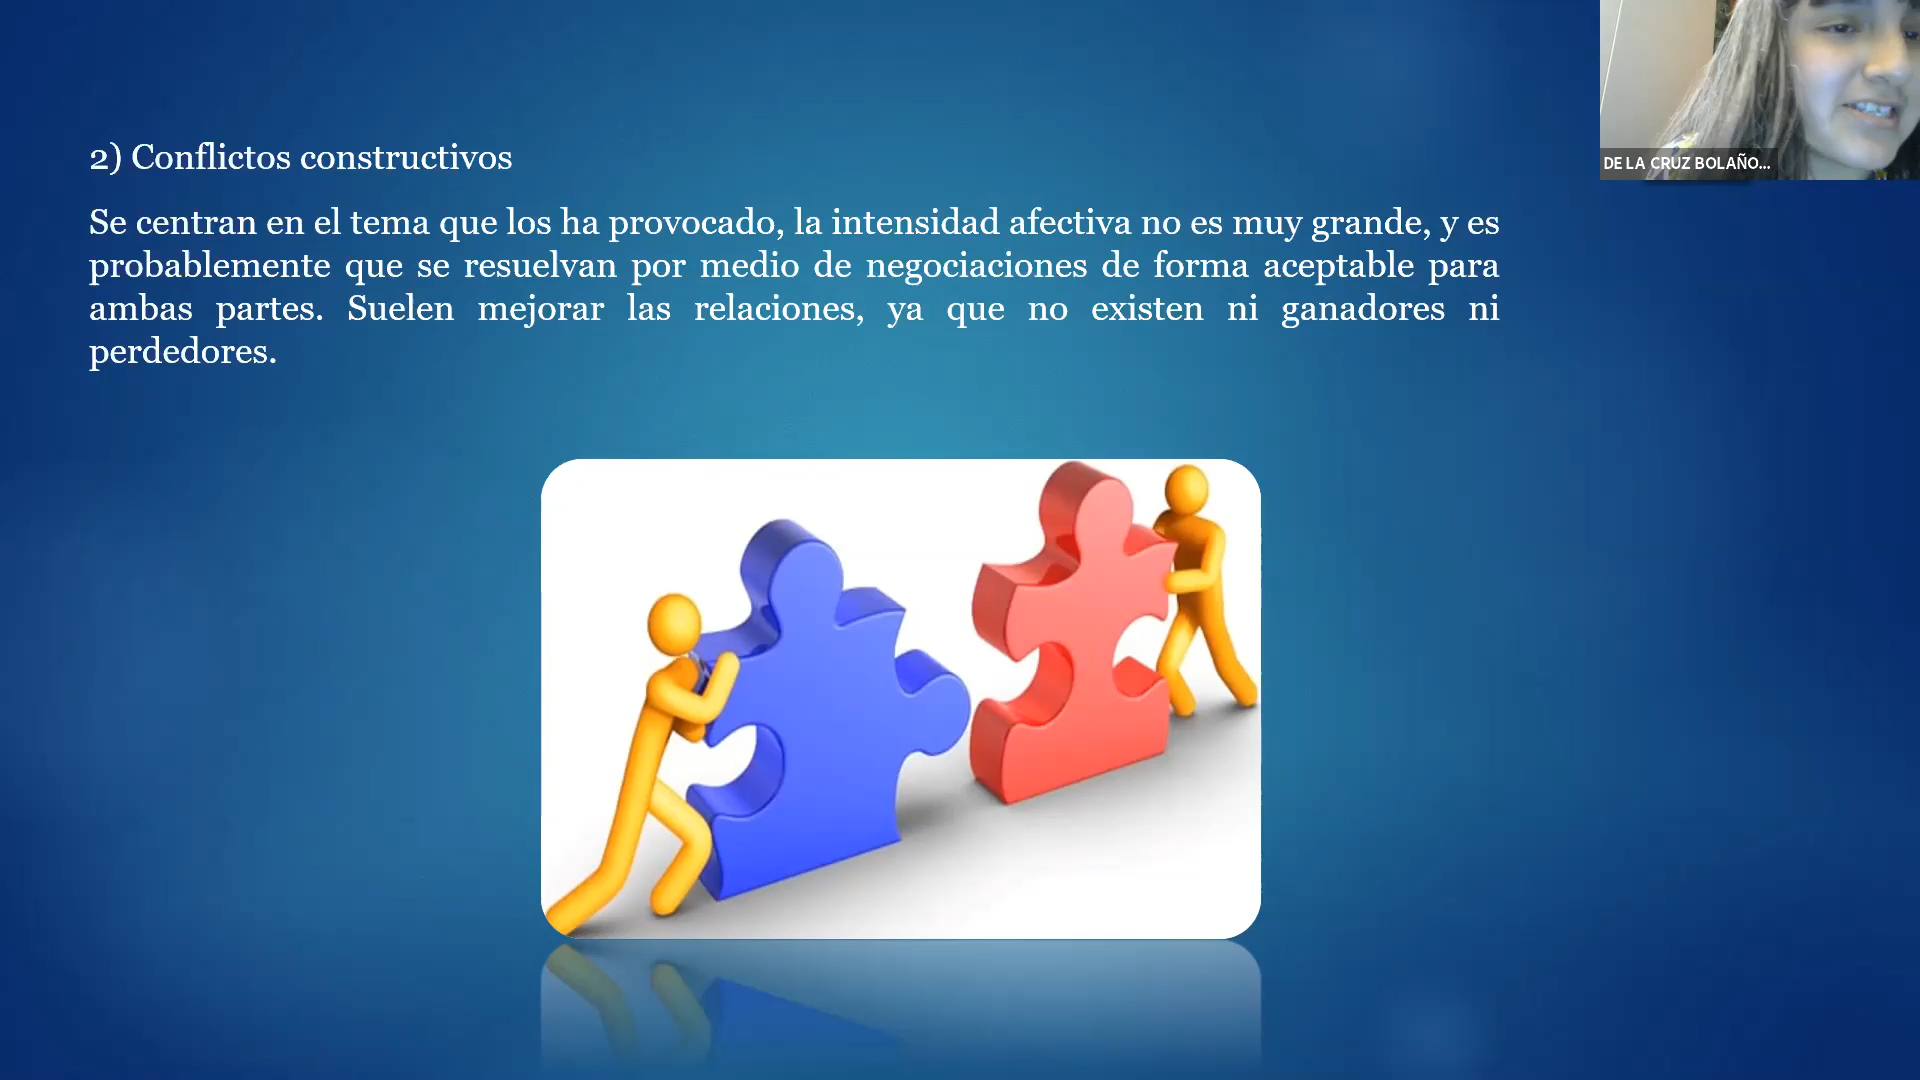 DE LA CRUZ BOLAÑO...
2) Conflictos constructivos
Se centran en el tema que los ha provocado, la intensidad afectiva no es muy grande, y es
probablemente que se resuelvan por medio de negociaciones de forma aceptable para
ambas partes. Suelen mejorar las relaciones, ya que no existen ni ganadores ni
perdedores.